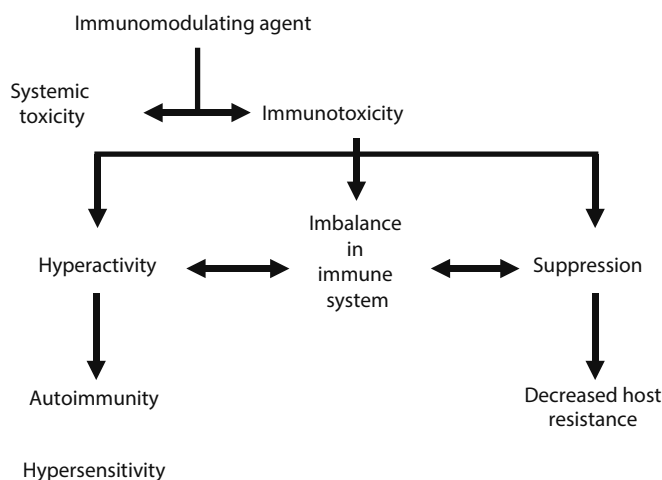 Immunomodulating agent
Systemic
toxicity
Immunotoxicity
Hyperactivity
Imbalance
in
immune
system
Suppression
Autoimmunity
Decreased host
resistance
Hypersensitivity